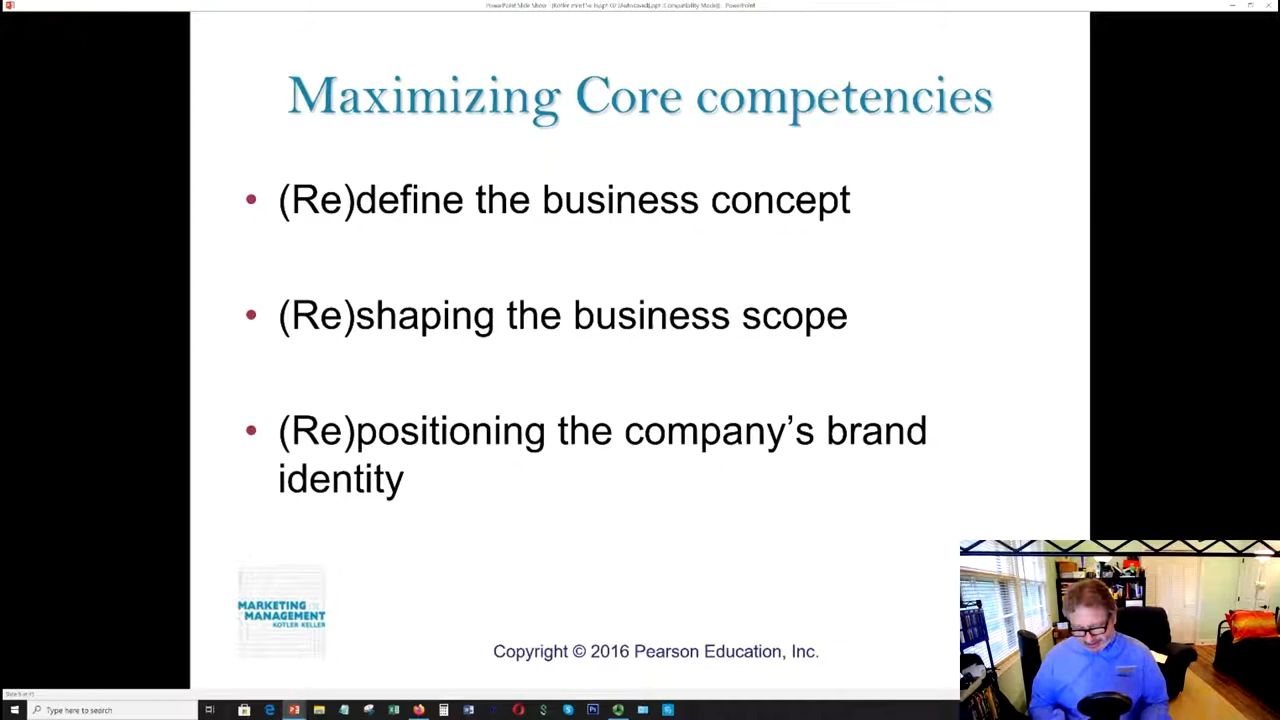 Maximizing Core competencies
• (Re)define the business concept
• (Re)shaping the business scope
• (Re)positioning the company's brand
identity
MARKETING
MANAGEMENT
KOTLER KELLER
Copyright © 2016 Pearson Education, Inc.
Type here to search